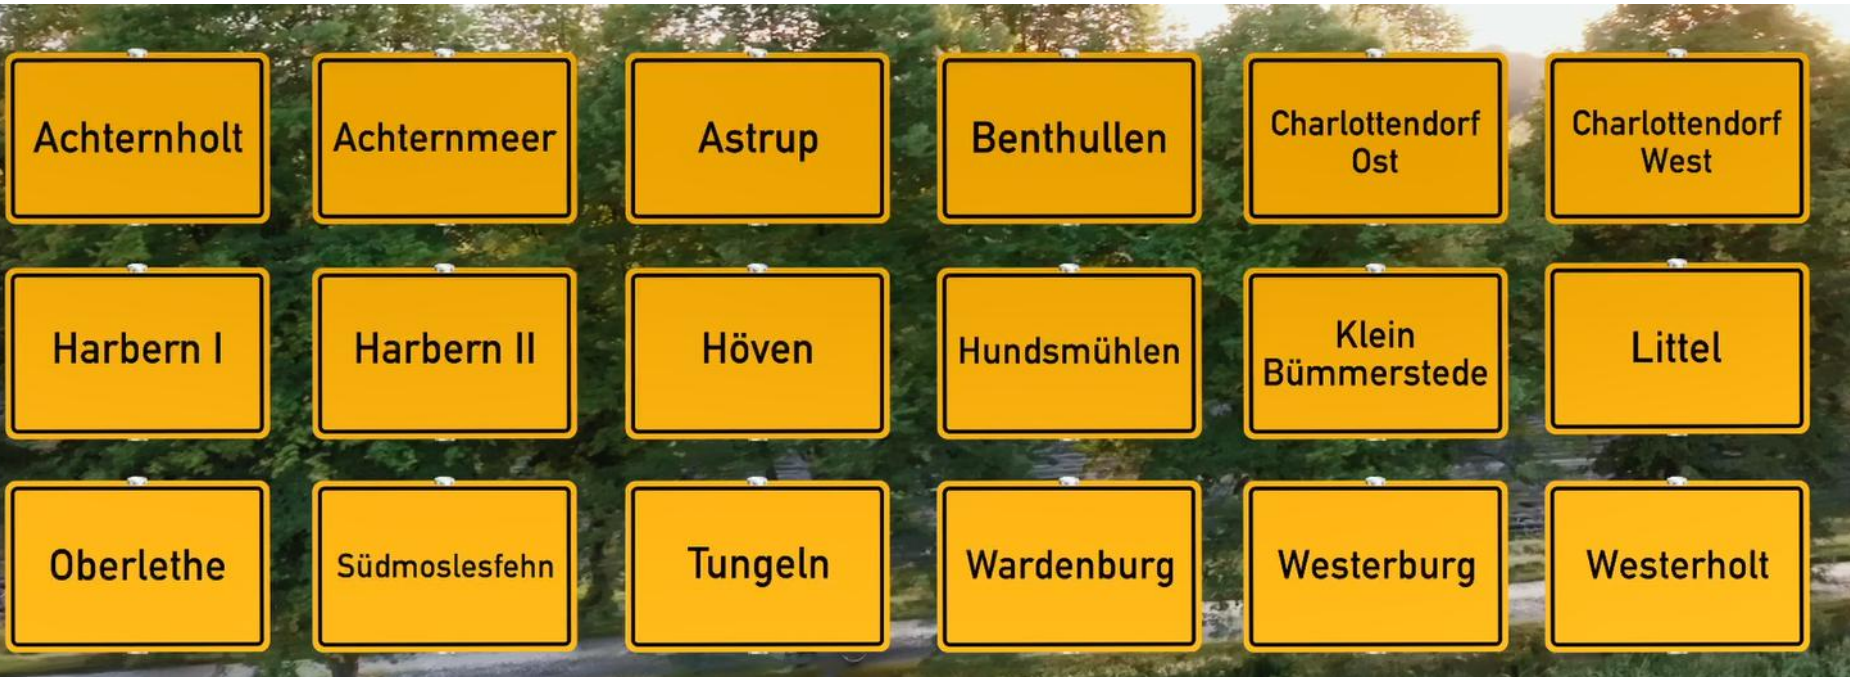 Achternholt
Achternmeer
Astrup
Benthullen
Charlottendorf
Ost
Charlottendorf
West
Harbern I
Harbern II
Höven
Hundsmühlen
Klein
Bümmerstede
Littel
Oberlethe
Südmoslesfehn
Tungeln
Wardenburg
Westerburg
Westerholt